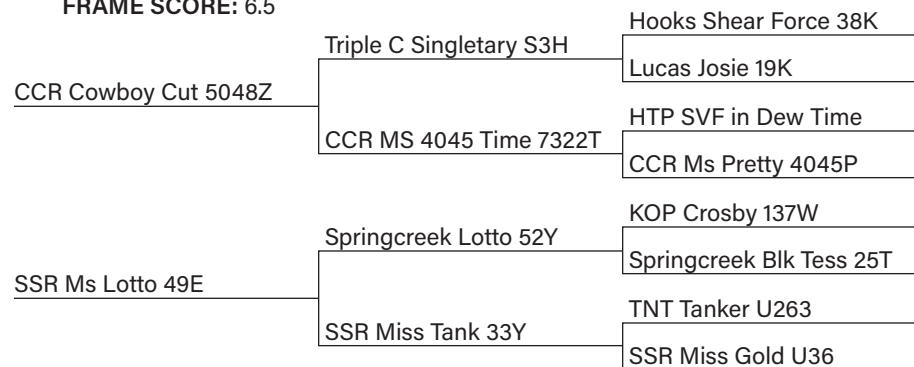 FRAME SCORE: 6.5
Hooks Shear Force 38K
Triple C Singletary S3H
Lucas Josie 19K
CCR Cowboy Cut 5048Z
HTP SVF in Dew Time
CCR MS 4045 Time 7322T
CCR Ms Pretty 4045P
KOP Crosby 137W
Springcreek Lotto 52Y
Springcreek Blk Tess 25T
SSR Ms Lotto 49E
TNT Tanker U263
SSR Miss Tank 33Y
SSR Miss Gold U36